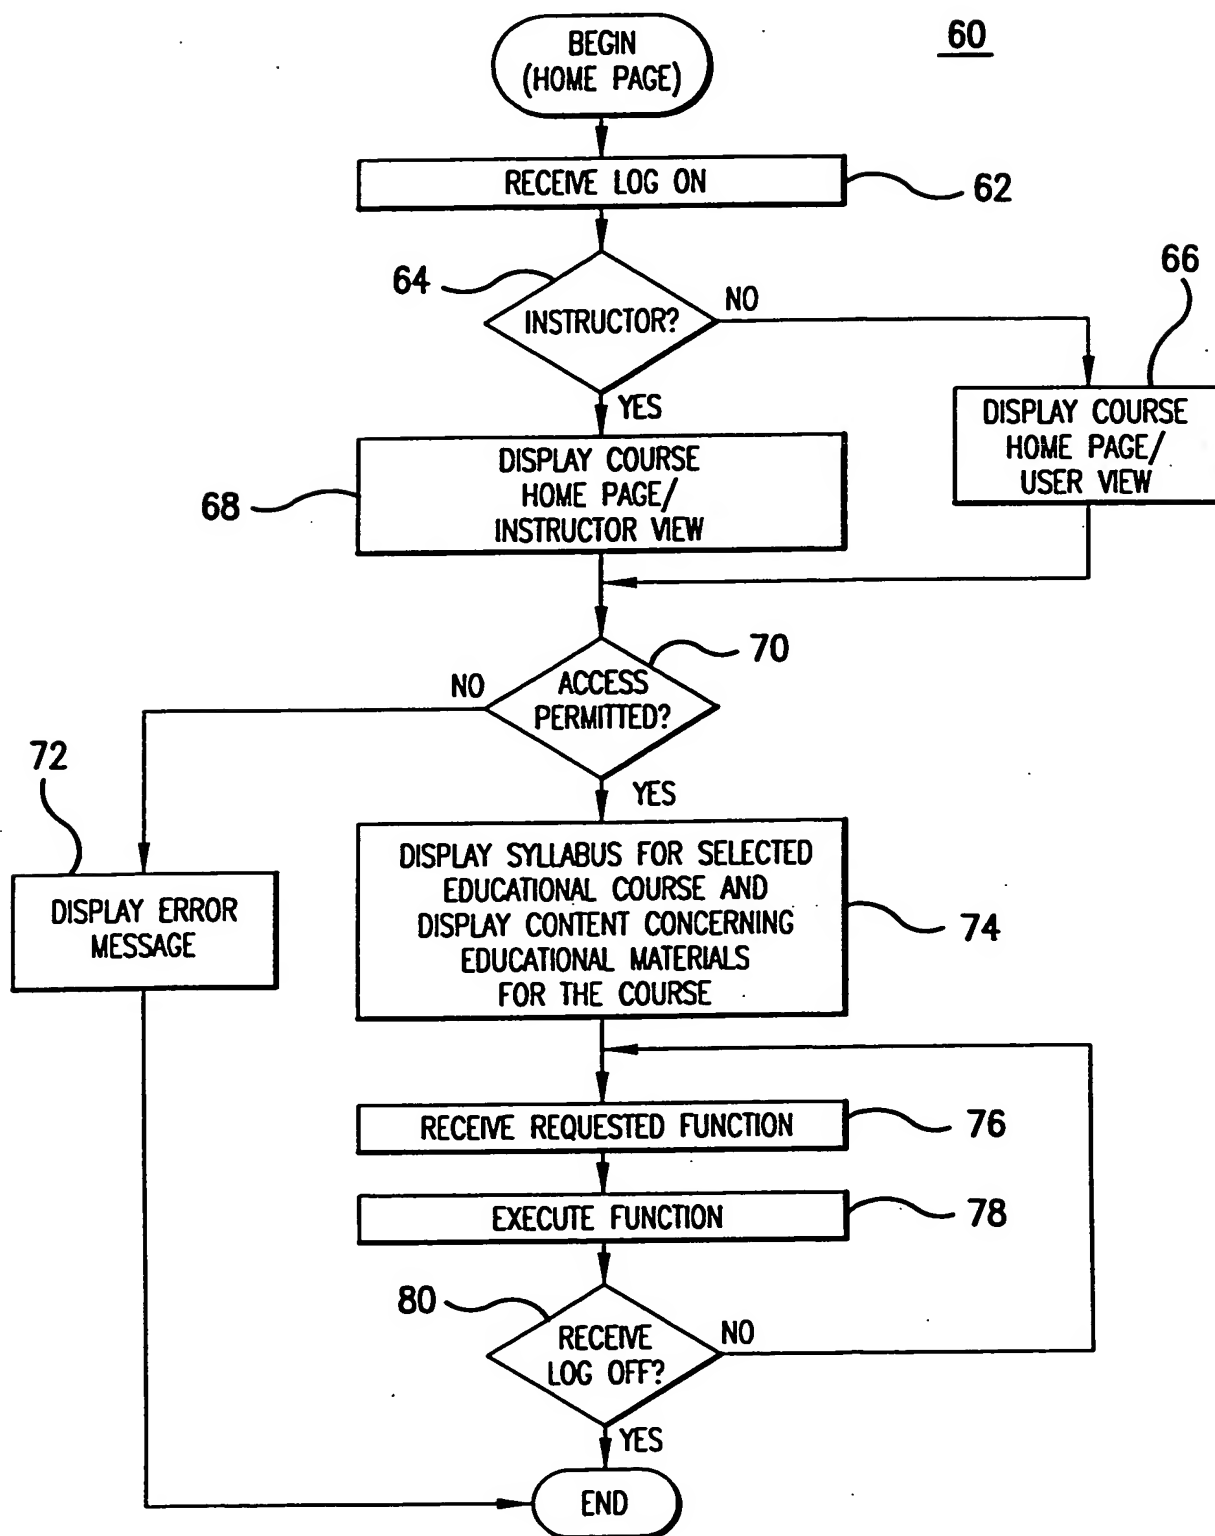 60
BEGIN
(HOME PAGE)
RECEIVE LOG ON
62
64
INSTRUCTOR?
NO
66
YES
DISPLAY COURSE
HOME PAGE/
USER VIEW
68
DISPLAY COURSE
HOME PAGE/
INSTRUCTOR VIEW
70
ACCESS
PERMITTED?
NO
72
YES
DISPLAY ERROR
MESSAGE
DISPLAY SYLLABUS FOR SELECTED
EDUCATIONAL COURSE AND
DISPLAY CONTENT CONCERNING
EDUCATIONAL MATERIALS
FOR THE COURSE
74
RECEIVE REQUESTED FUNCTION
76
EXECUTE FUNCTION
78
80
RECEIVE
LOG OFF?
NO
YES
END